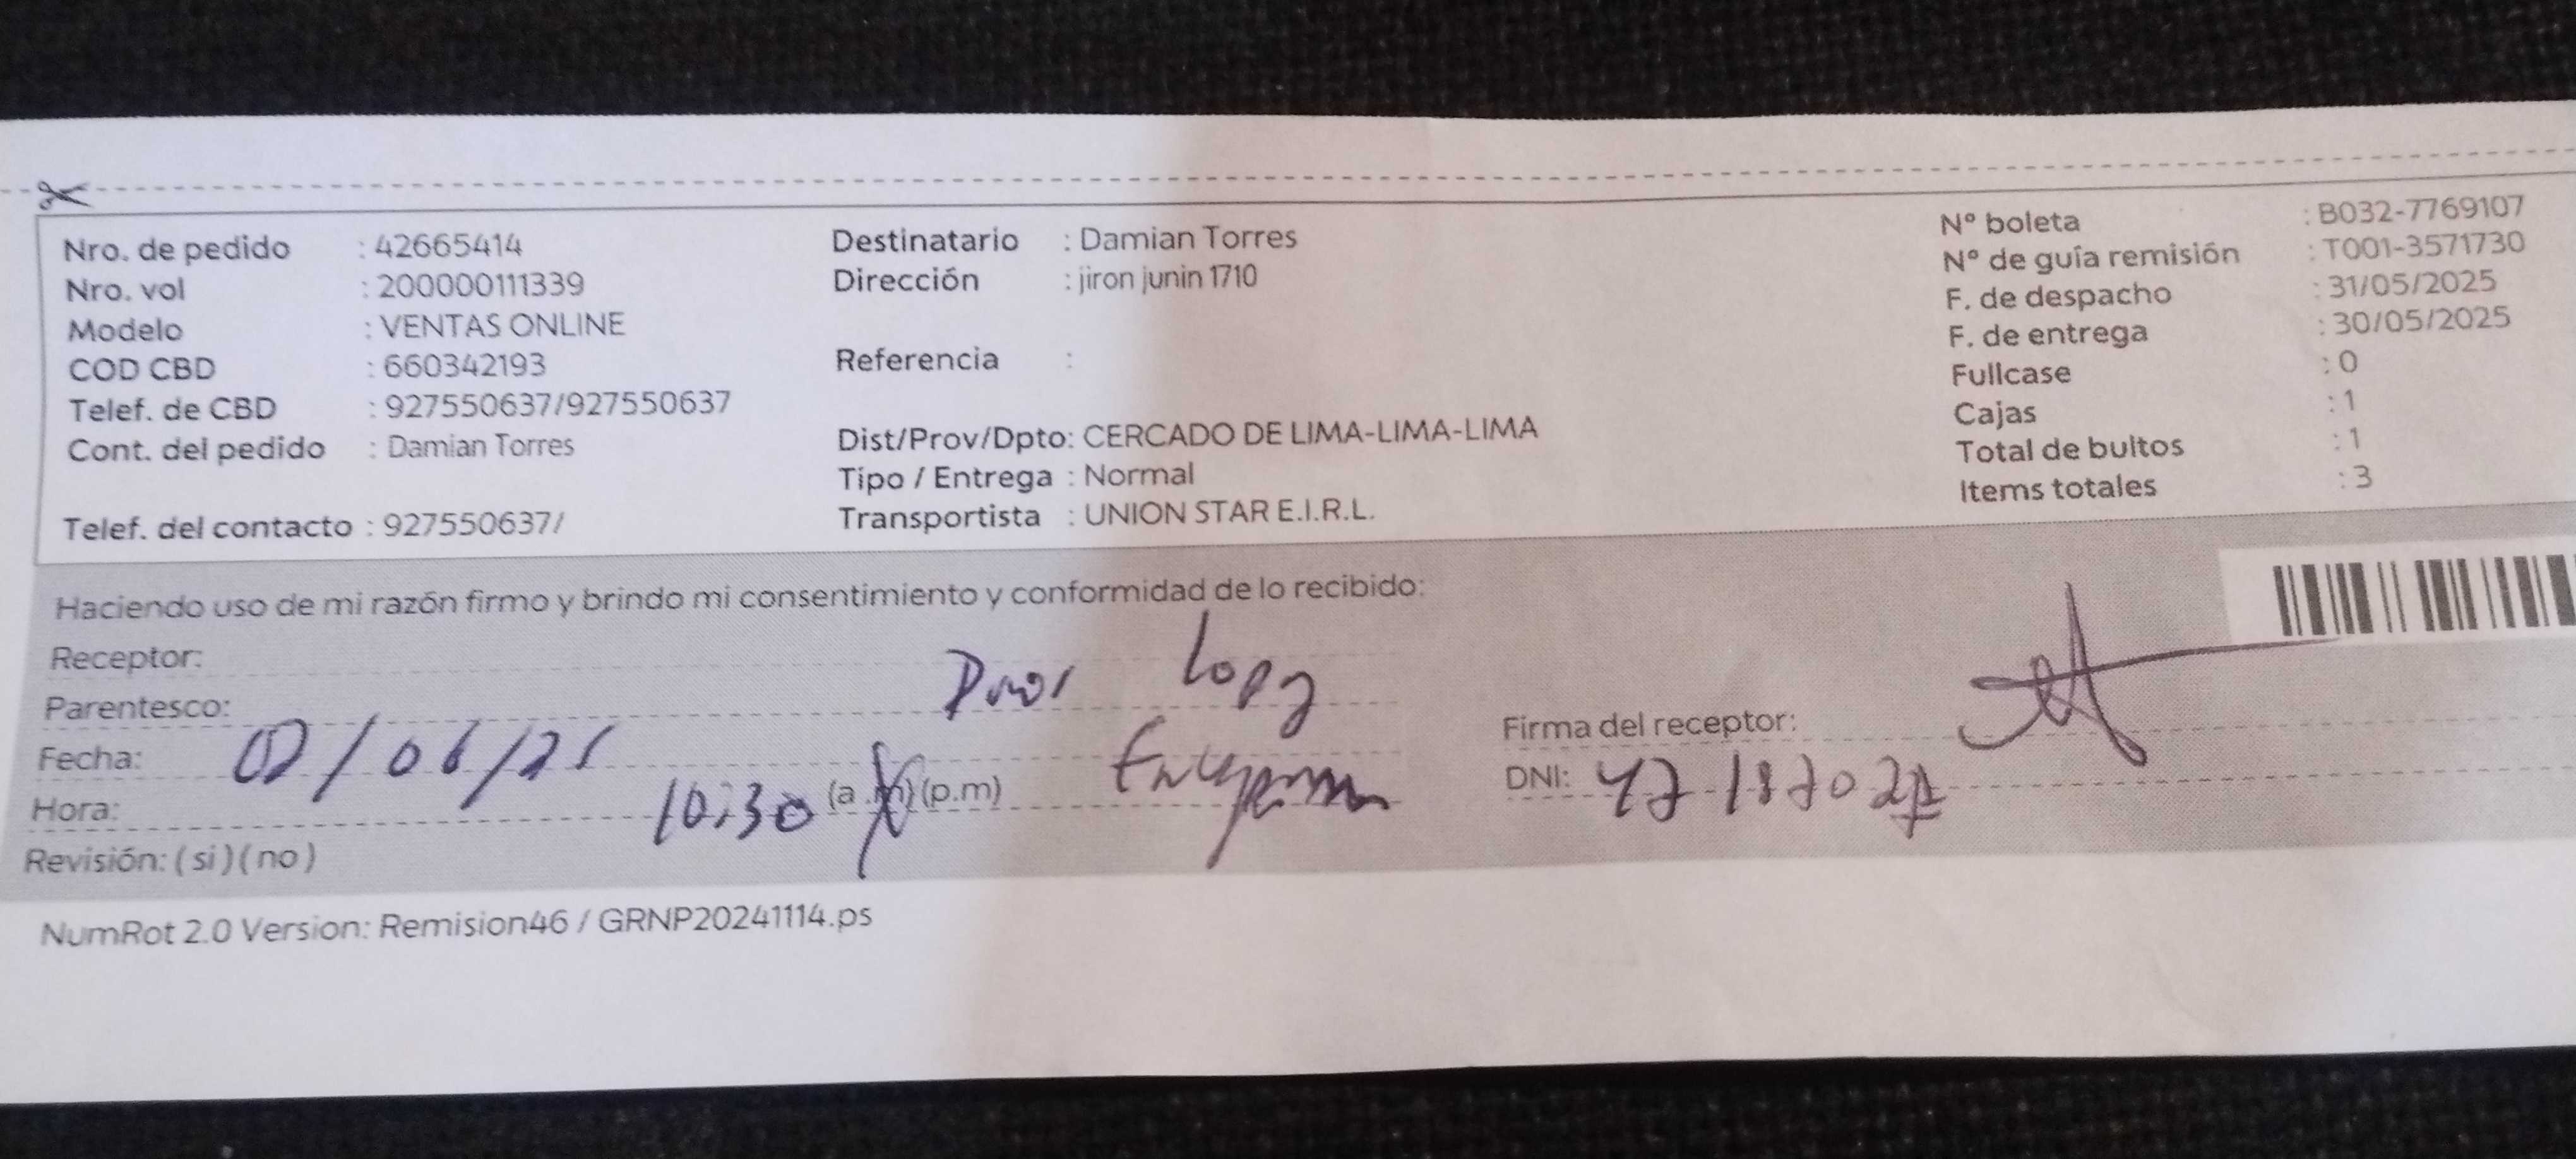 Nro. de pedido : 42665414
Nro. vol : 200000111339
Modelo : VENTAS ONLINE
COD CBD : 660342193
Telef. de CBD : 927550637/927550637
Cont. del pedido : Damian Torres
Telef. del contacto : 927550637/
Destinatario : Damian Torres
Dirección : jiron junin 1710
Referencia :
Dist/Prov/Dpto: CERCADO DE LIMA-LIMA-LIMA
Tipo / Entrega : Normal
Transportista : UNION STAR E.I.R.L.
N° boleta : B032-7769107
N° de guía remisión : T001-3571730
F. de despacho : 31/05/2025
F. de entrega : 30/05/2025
Fullcase : 0
Cajas : 1
Total de bultos : 1
Items totales : 3
Haciendo uso de mi razón firmo y brindo mi consentimiento y conformidad de lo recibido:
Receptor:
Parentesco:
Fecha:
Hora: 10:30 (a.m) (p.m)
Revisión: ( si ) ( no )
Firma del receptor:
DNI:
NumRot 2.0 Version: Remision46 / GRNP20241114.ps